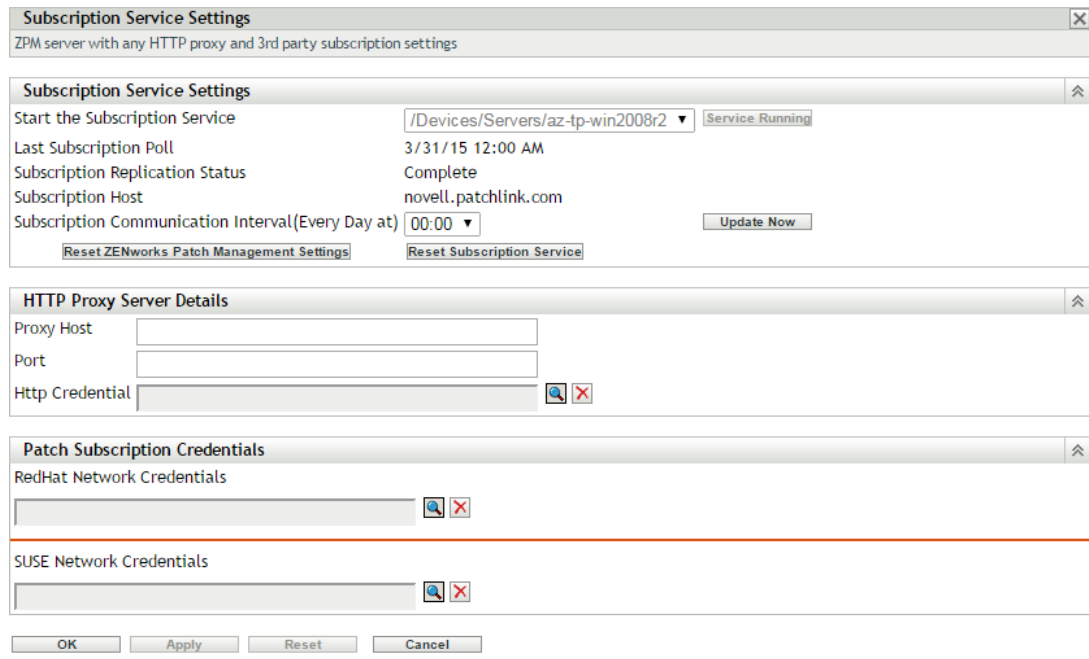 Subscription Service Settings
ZPM server with any HTTP proxy and 3rd party subscription settings
Subscription Service Settings
Start the Subscription Service /Devices/Servers/az-tp-win2008r2 Service Running
Last Subscription Poll 3/31/15 12:00 AM
Subscription Replication Status Complete
Subscription Host novell.patchlink.com
Subscription Communication Interval(Every Day at) 00:00 Update Now
Reset ZENworks Patch Management Settings Reset Subscription Service
HTTP Proxy Server Details
Proxy Host
Port
Http Credential
Patch Subscription Credentials
RedHat Network Credentials
SUSE Network Credentials
OK Apply Reset Cancel